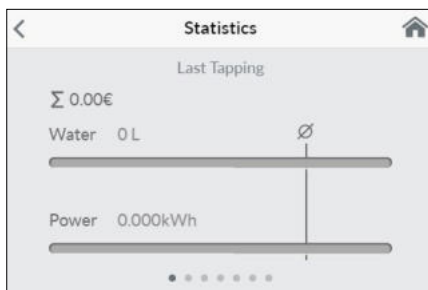 Statistics
Last Tapping
Σ 0.00€
Water 0 L Ø
Power 0.000kWh